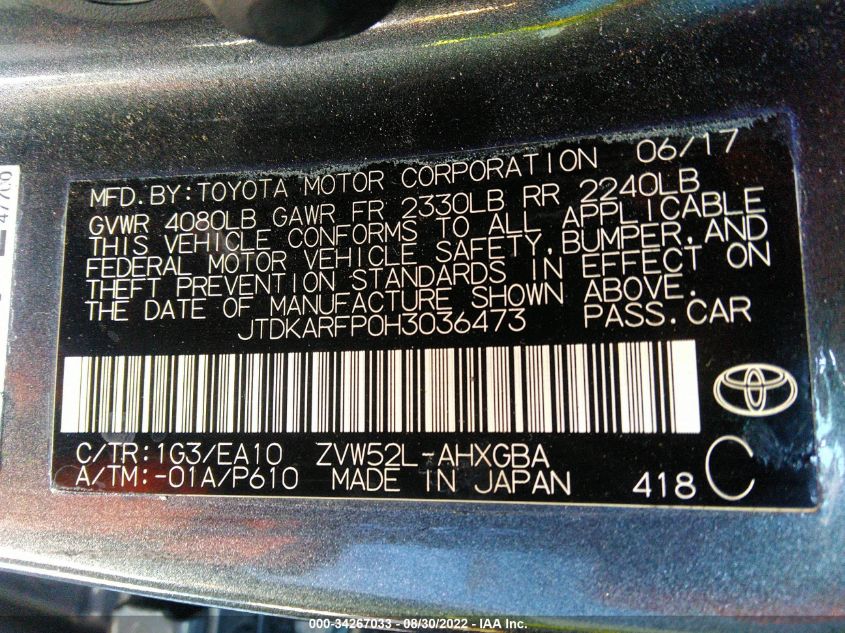 MFD.BY:TOYOTA MOTOR CORPORATION 06/17
GVWR 4080LB GAWR FR 2330LB RR 2240LB
THIS VEHICLE CONFORMS TO ALL APPLICABLE
FEDERAL MOTOR VEHICLE SAFETY,BUMPER,AND
THEFT PREVENTION STANDARDS IN EFFECT ON
THE DATE OF MANUFACTURE SHOWN ABOVE.
JTDKARFP0H3036473 PASS.CAR
C/TR:1G3/EA10 ZVW52L-AHXGBA
A/TM:-01A/P610 MADE IN JAPAN 418 C
000-34267033 - 08/30/2022 - IAA Inc.